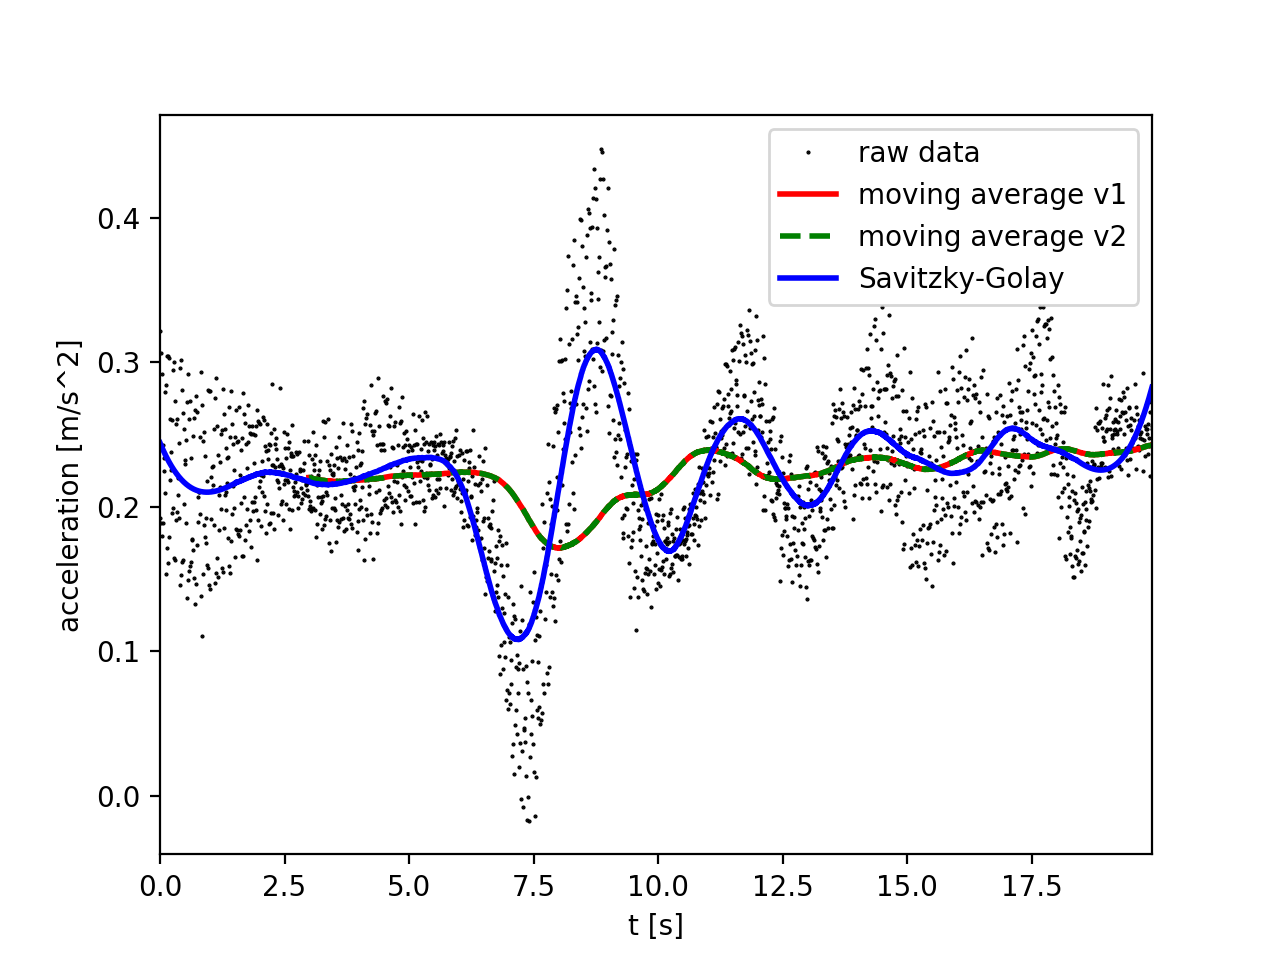 raw data
moving average v1
moving average v2
Savitzky-Golay
0.4
0.3
0.2
0.1
0.0
acceleration [m/s^2]
0.0 2.5 5.0 7.5 10.0 12.5 15.0 17.5
t [s]